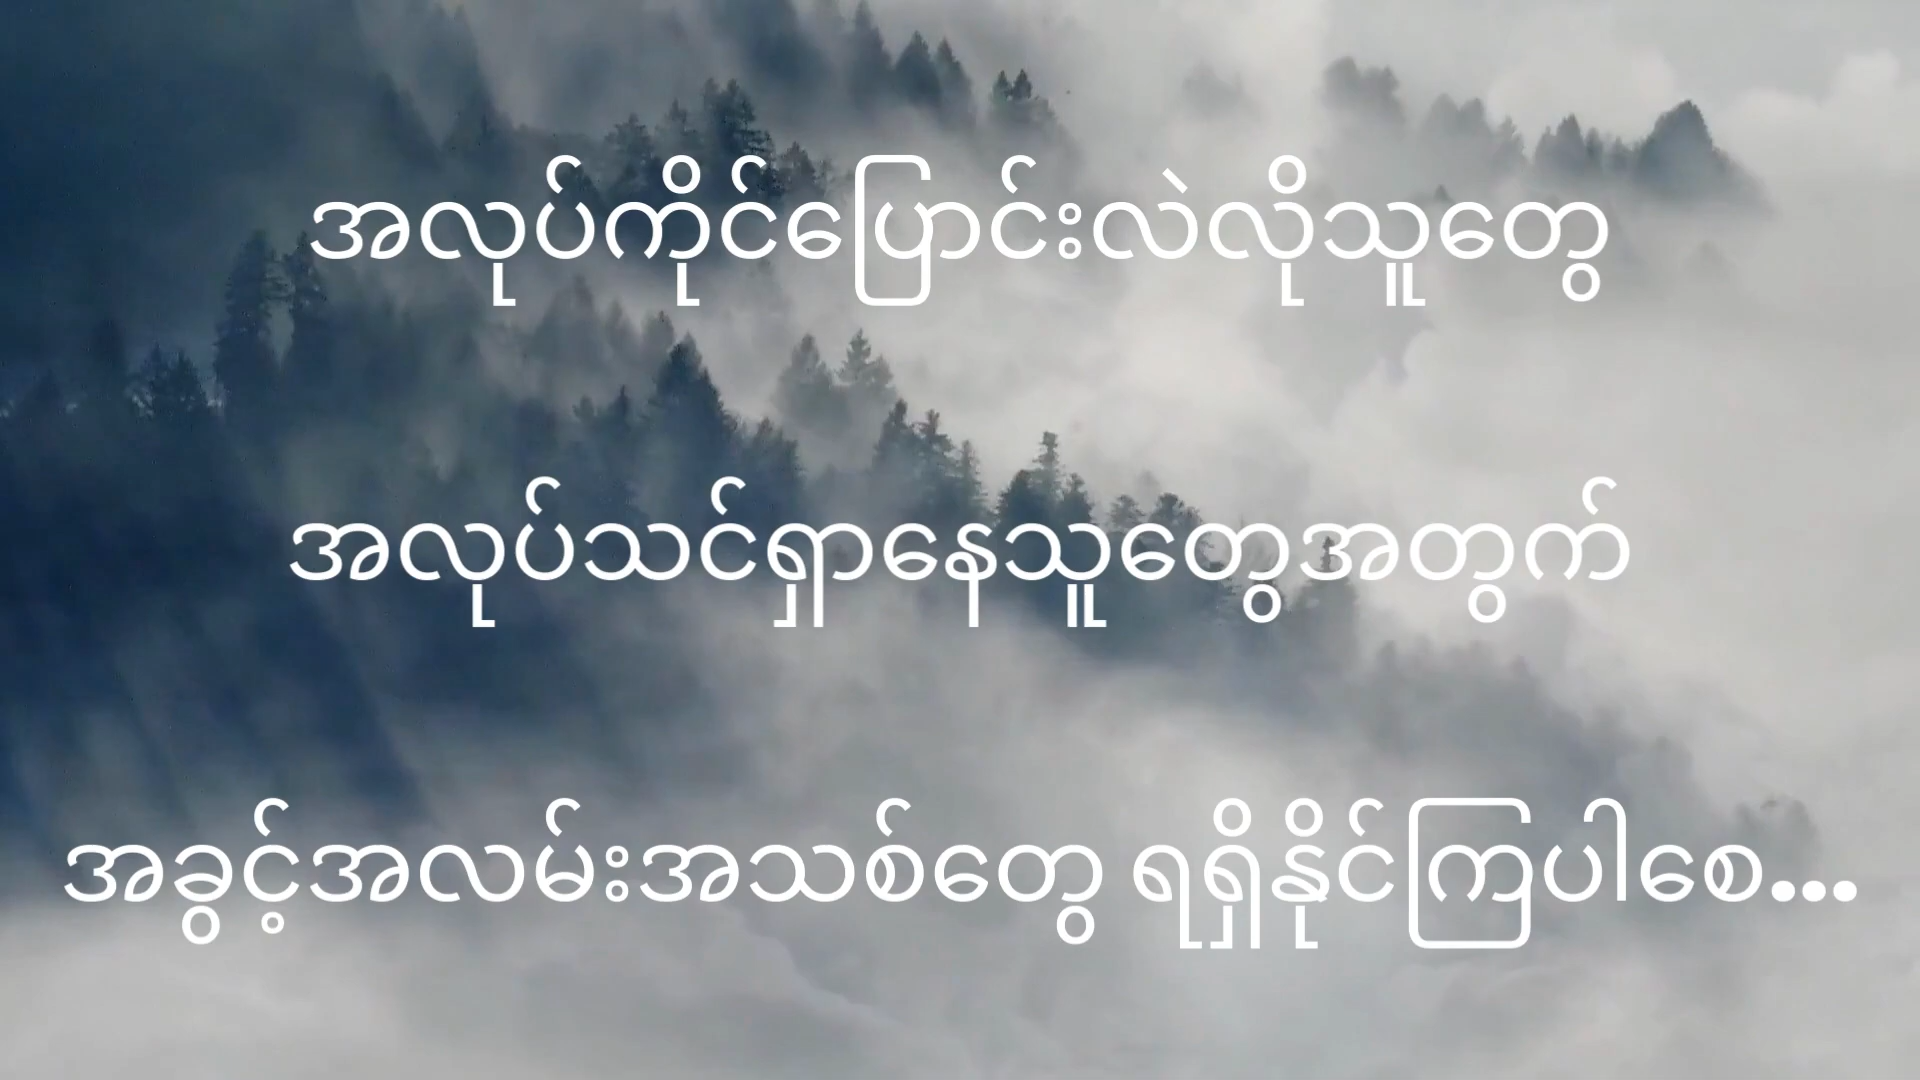 အလုပ်ကိုင်ပြောင်းလဲလိုသူတွေ
အလုပ်သင်ရှာနေသူတွေအတွက်
အခွင့်အလမ်းအသစ်တွေ ရရှိနိုင်ကြပါစေ...